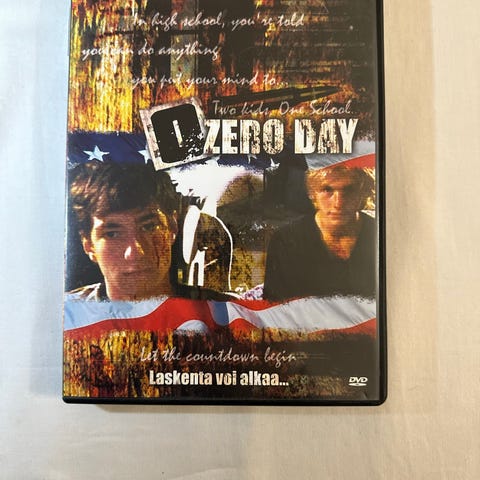 In high school, you're told
you can do anything
you put your mind to...
Two kids. One School.
0 ZERO DAY
Let the countdown begin
Laskenta voi alkaa...
DVD